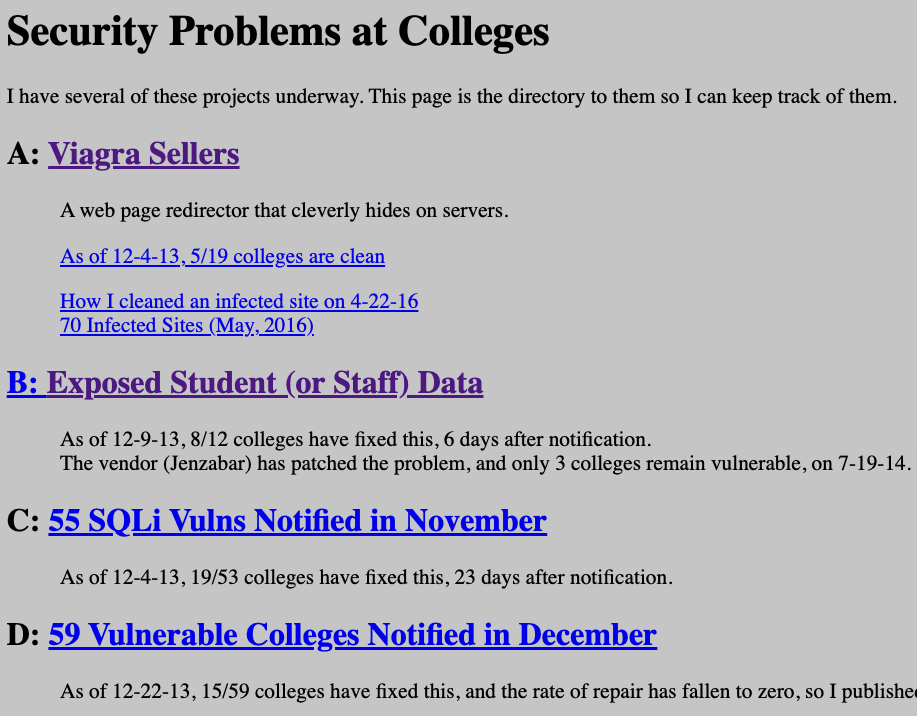 Security Problems at Colleges
I have several of these projects underway. This page is the directory to them so I can keep track of them.
A: Viagra Sellers
A web page redirector that cleverly hides on servers.
As of 12-4-13, 5/19 colleges are clean
How I cleaned an infected site on 4-22-16
70 Infected Sites (May, 2016)
B: Exposed Student (or Staff) Data
As of 12-9-13, 8/12 colleges have fixed this, 6 days after notification.
The vendor (Jenzabar) has patched the problem, and only 3 colleges remain vulnerable, on 7-19-14.
C: 55 SQLi Vulns Notified in November
As of 12-4-13, 19/53 colleges have fixed this, 23 days after notification.
D: 59 Vulnerable Colleges Notified in December
As of 12-22-13, 15/59 colleges have fixed this, and the rate of repair has fallen to zero, so I